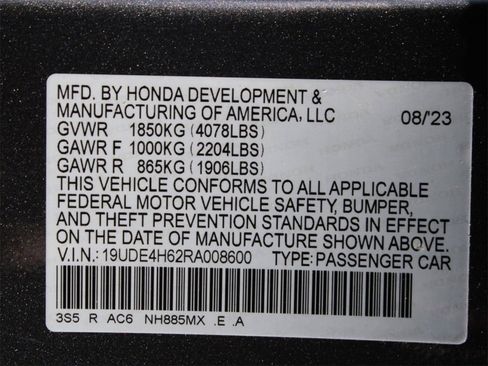 MFD. BY HONDA DEVELOPMENT &
MANUFACTURING OF AMERICA, LLC 08/'23
GVWR 1850KG (4078LBS)
GAWR F 1000KG (2204LBS)
GAWR R 865KG (1906LBS)
THIS VEHICLE CONFORMS TO ALL APPLICABLE
FEDERAL MOTOR VEHICLE SAFETY, BUMPER,
AND THEFT PREVENTION STANDARDS IN EFFECT
ON THE DATE OF MANUFACTURE SHOWN ABOVE.
V.I.N.: 19UDE4H62RA008600 TYPE: PASSENGER CAR
3S5 R AC6 NH885MX .E .A